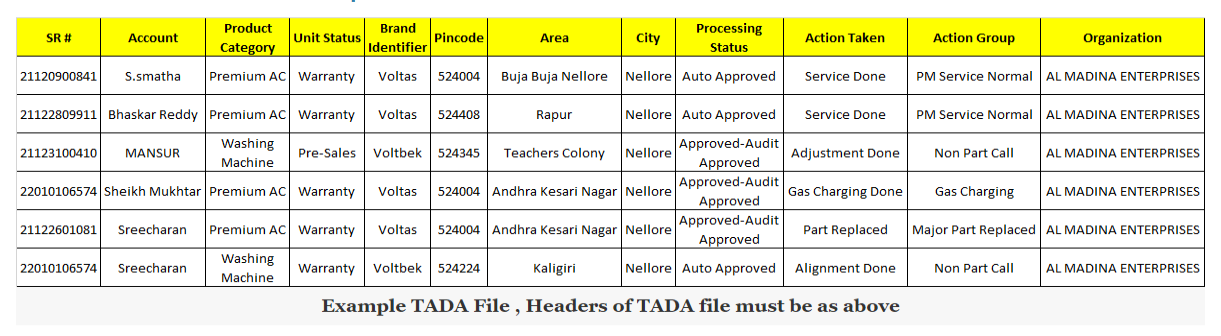 SR # Account Product Category Unit Status Brand Identifier Pincode Area City Processing Status Action Taken Action Group Organization
21120900841 S.smatha Premium AC Warranty Voltas 524004 Buja Buja Nellore Nellore Auto Approved Service Done PM Service Normal AL MADINA ENTERPRISES
21122809911 Bhaskar Reddy Premium AC Warranty Voltas 524408 Rapur Nellore Auto Approved Service Done PM Service Normal AL MADINA ENTERPRISES
21123100410 MANSUR Washing Machine Pre-Sales Voltbek 524345 Teachers Colony Nellore Approved-Audit Approved Adjustment Done Non Part Call AL MADINA ENTERPRISES
22010106574 Sheikh Mukhtar Premium AC Warranty Voltas 524004 Andhra Kesari Nagar Nellore Approved-Audit Approved Gas Charging Done Gas Charging AL MADINA ENTERPRISES
21122601081 Sreecharan Premium AC Warranty Voltas 524004 Andhra Kesari Nagar Nellore Approved-Audit Approved Part Replaced Major Part Replaced AL MADINA ENTERPRISES
22010106574 Sreecharan Washing Machine Warranty Voltbek 524224 Kaligiri Nellore Auto Approved Alignment Done Non Part Call AL MADINA ENTERPRISES
Example TADA File , Headers of TADA file must be as above